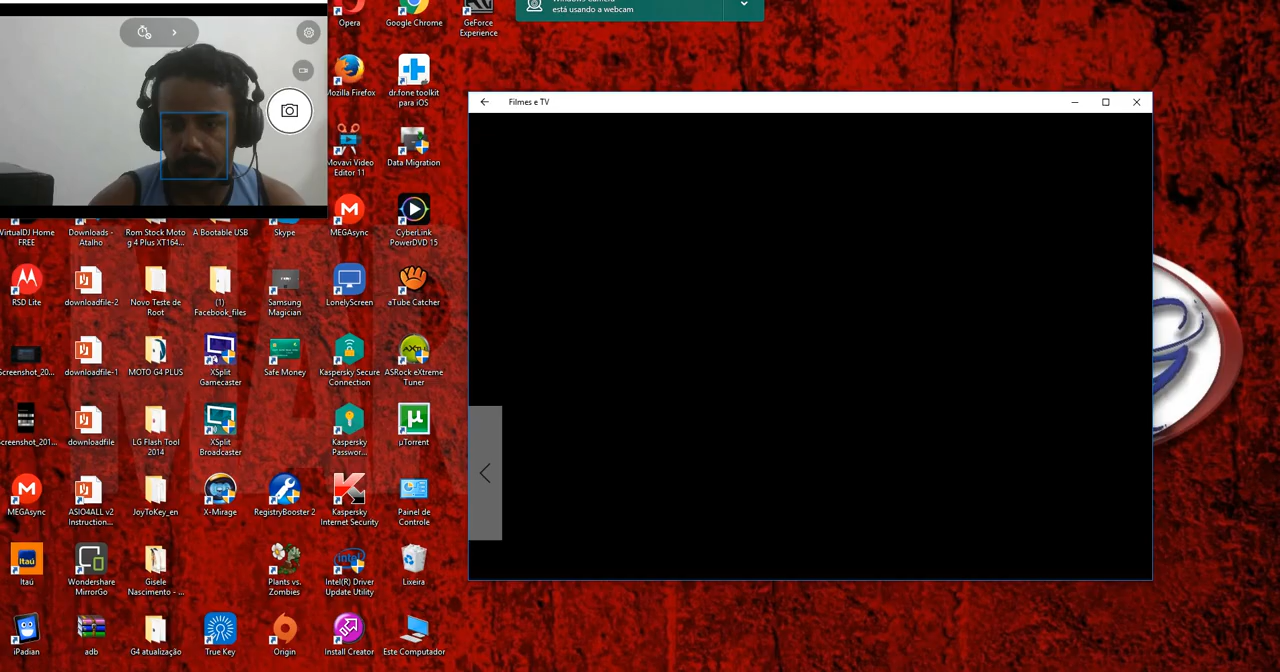 Opera
Google Chrome
GeForce
Experience
está usando a webcam
Mozilla Firefox
dr.fone toolkit
para iOS
Filmes e TV
Movavi Video
Editor 11
Data Migration
VirtualDJ Home
FREE
Downloads -
Atalho
Rom Stock Moto
g 4 Plus XT164...
A Bootable USB
Skype
MEGAsync
CyberLink
PowerDVD 15
RSD Lite
downloadfile-2
Novo Teste de
Root
(1)
Facebook_files
Samsung
Magician
LonelyScreen
aTube Catcher
Screenshot_20...
downloadfile-1
MOTO G4 PLUS
XSplit
Gamecaster
Safe Money
Kaspersky Secure
Connection
ASRock eXtreme
Tuner
Screenshot_201...
downloadfile
LG Flash Tool
2014
XSplit
Broadcaster
Kaspersky
Passwor...
µTorrent
MEGAsync
ASIO4ALL v2
Instruction...
JoyToKey_en
X-Mirage
RegistryBooster 2
Kaspersky
Internet Security
Painel de
Controle
Itaú
Wondershare
MirrorGo
Gisele
Nascimento - ...
Plants vs.
Zombies
Intel(R) Driver
Update Utility
Lixeira
iPadian
adb
G4 atualização
True Key
Origin
Install Creator
Este Computador